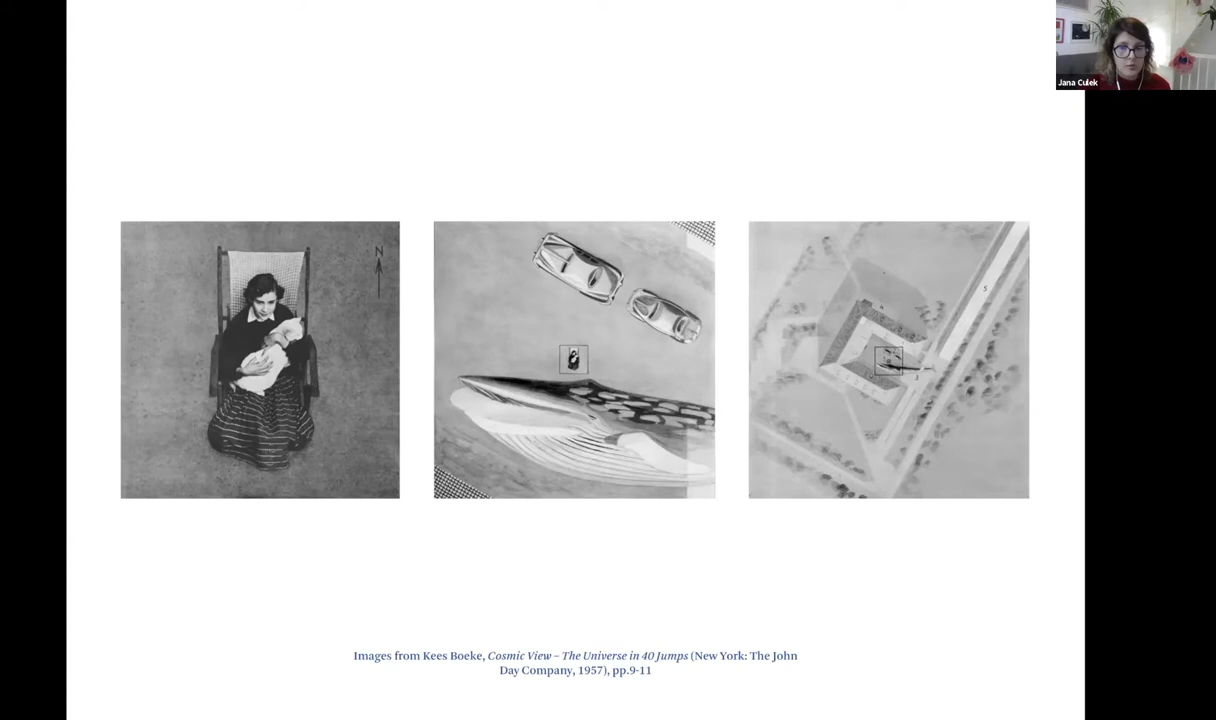 Jana Culek
N
5
Images from Kees Boeke, Cosmic View – The Universe in 40 Jumps (New York: The John
Day Company, 1957), pp.9-11